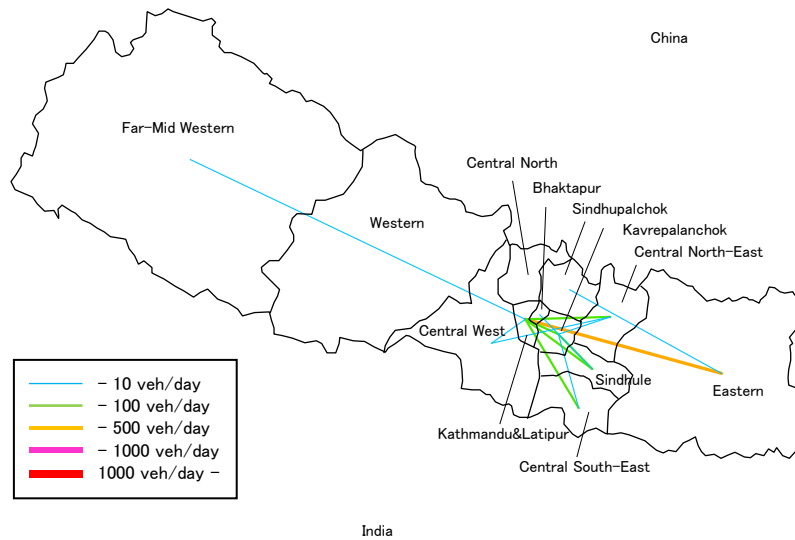 China
Far-Mid Western
Central North
Bhaktapur
Sindhupalchok
Kavrepalanchok
Central North-East
Western
Central West
Sindhule
Eastern
Kathmandu&Latipur
Central South-East
- 10 veh/day
- 100 veh/day
- 500 veh/day
- 1000 veh/day
1000 veh/day -
India